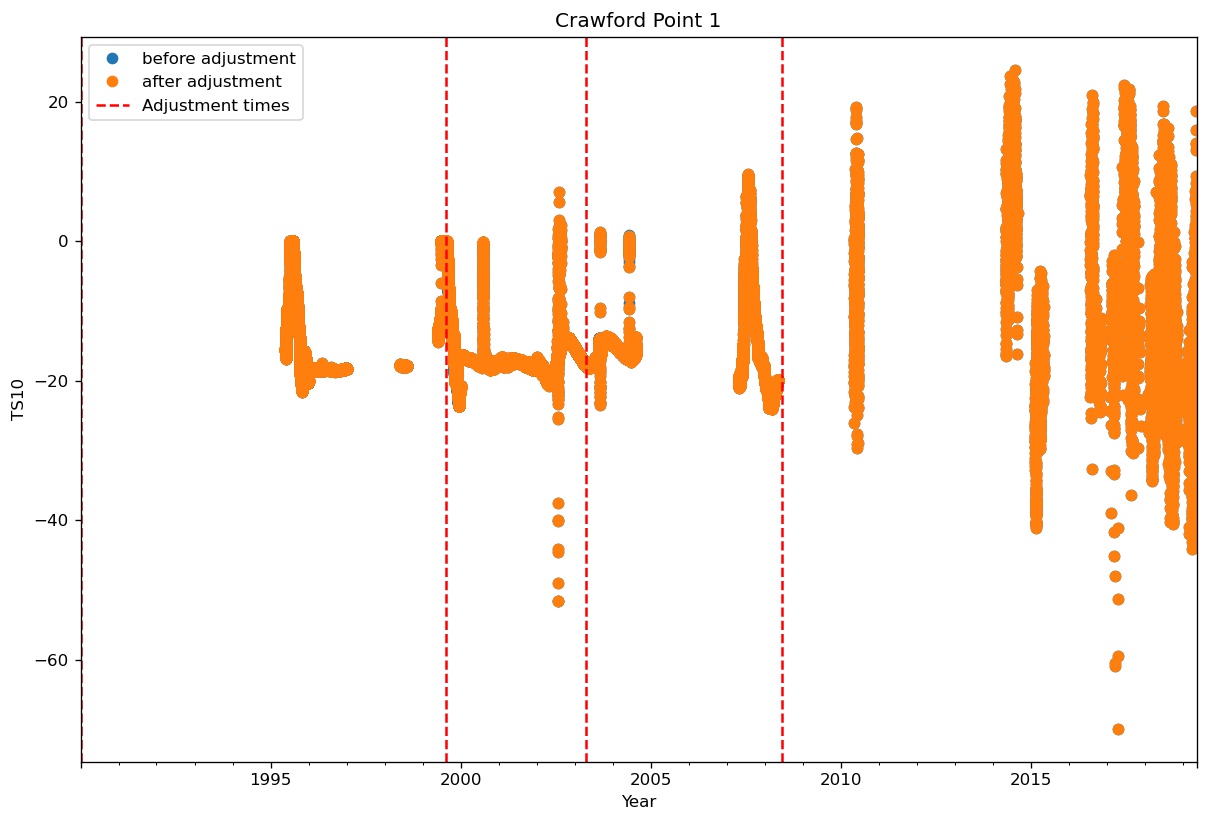 Crawford Point 1
before adjustment
after adjustment
Adjustment times
20
0
−20
−40
−60
TS10
1995
2000
2005
2010
2015
Year